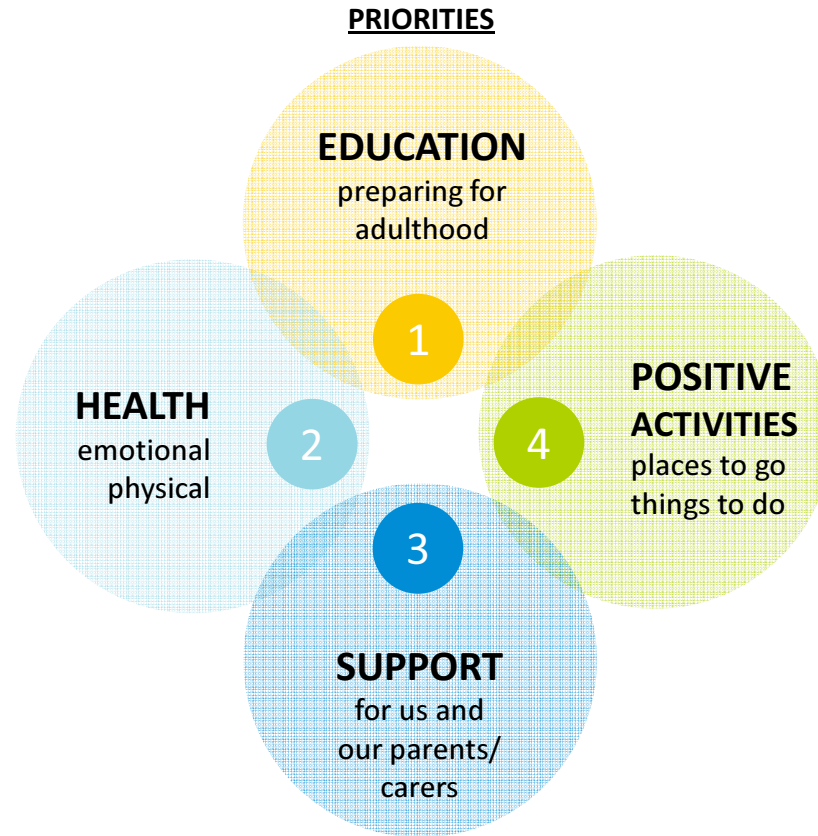 PRIORITIES
EDUCATION
preparing for
adulthood
1
HEALTH
emotional
physical
2
SUPPORT
for us and
our parents/
carers
3
POSITIVE
ACTIVITIES
places to go
things to do
4